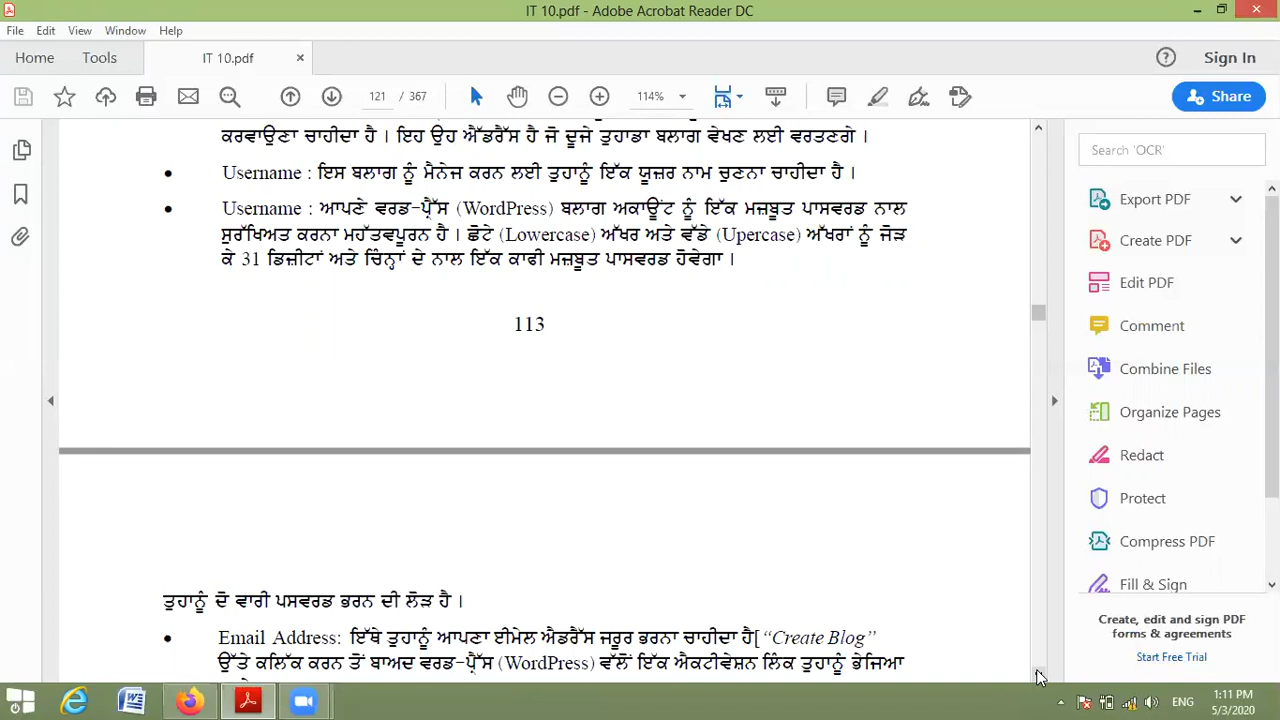 IT 10.pdf - Adobe Acrobat Reader DC
File Edit View Window Help
Home Tools IT 10.pdf × Sign In
121 / 367 114% Share
ਕਰਵਾਉਣਾ ਚਾਹੀਦਾ ਹੈ । ਇਹ ਉਹ ਐੱਡਰੈੱਸ ਹੈ ਜੋ ਦੂਜੇ ਤੁਹਾਡਾ ਬਲਾਗ ਵੇਖਣ ਲਈ ਵਰਤਣਗੇ ।
• Username : ਇਸ ਬਲਾਗ ਨੂੰ ਮੈਨੇਜ ਕਰਨ ਲਈ ਤੁਹਾਨੂੰ ਇੱਕ ਯੂਜ਼ਰ ਨਾਮ ਚੁਣਨਾ ਚਾਹੀਦਾ ਹੈ ।
• Username : ਆਪਣੇ ਵਰਡ-ਪ੍ਰੈੱਸ (WordPress) ਬਲਾਗ ਅਕਾਊਂਟ ਨੂੰ ਇੱਕ ਮਜ਼ਬੂਤ ਪਾਸਵਰਡ ਨਾਲ
ਸੁਰੱਖਿਅਤ ਕਰਨਾ ਮਹੱਤਵਪੂਰਨ ਹੈ । ਛੋਟੇ (Lowercase) ਅੱਖਰ ਅਤੇ ਵੱਡੇ (Upercase) ਅੱਖਰਾਂ ਨੂੰ ਜੋੜ
ਕੇ 31 ਡਿਜ਼ੀਟਾਂ ਅਤੇ ਚਿਨ੍ਹਾਂ ਦੇ ਨਾਲ ਇੱਕ ਕਾਫੀ ਮਜ਼ਬੂਤ ਪਾਸਵਰਡ ਹੋਵੇਗਾ ।
113
ਤੁਹਾਨੂੰ ਦੋ ਵਾਰੀ ਪਸਵਰਡ ਭਰਨ ਦੀ ਲੋੜ ਹੈ ।
• Email Address: ਇੱਥੇ ਤੁਹਾਨੂੰ ਆਪਣਾ ਈਮੇਲ ਐਡਰੈੱਸ ਜਰੂਰ ਭਰਨਾ ਚਾਹੀਦਾ ਹੈ[ “Create Blog”
ਉੱਤੇ ਕਲਿੱਕ ਕਰਨ ਤੋਂ ਬਾਅਦ ਵਰਡ-ਪ੍ਰੈੱਸ (WordPress) ਵੱਲੋਂ ਇੱਕ ਐਕਟੀਵੇਸ਼ਨ ਲਿੰਕ ਤੁਹਾਨੂੰ ਭੇਜਿਆ
Search 'OCR'
Export PDF
Create PDF
Edit PDF
Comment
Combine Files
Organize Pages
Redact
Protect
Compress PDF
Fill & Sign
Create, edit and sign PDF
forms & agreements
Start Free Trial
ENG
1:11 PM
5/3/2020